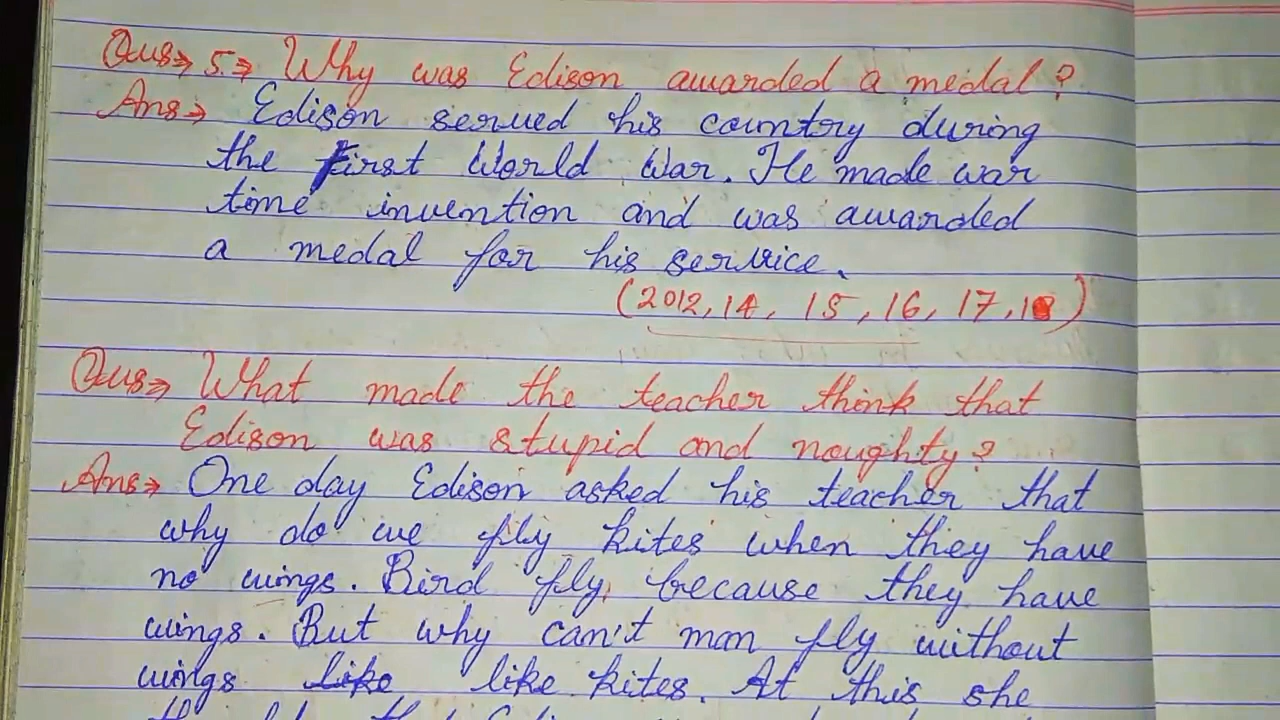 Qus→ 5.→ Why was Edison awarded a medal?
Ans→ Edison served his country during
the First World War. He made war
time invention and was awarded
a medal for his service.
(2012, 14, 15, 16, 17, 18)
Qus→ What made the teacher think that
Edison was stupid and noughty?
Ans→ One day Edison asked his teacher that
why do we fly kites when they have
no wings. Bird fly, because they have
wings. But why can't man fly without
wings like like kites. At this she